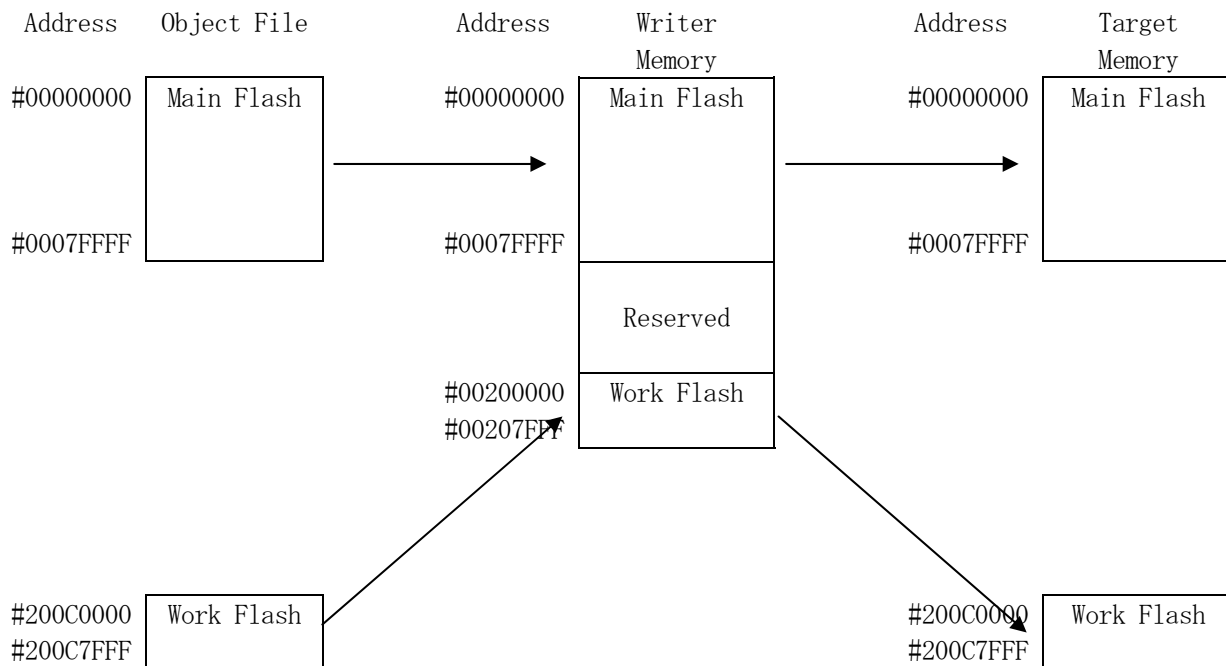 Address Object File Address Writer Memory Address Target Memory
#00000000 Main Flash #00000000 Main Flash #00000000 Main Flash
#0007FFFF #0007FFFF #0007FFFF
Reserved
#00200000 Work Flash
#00207FFF
#200C0000 Work Flash #200C0000 Work Flash
#200C7FFF #200C7FFF